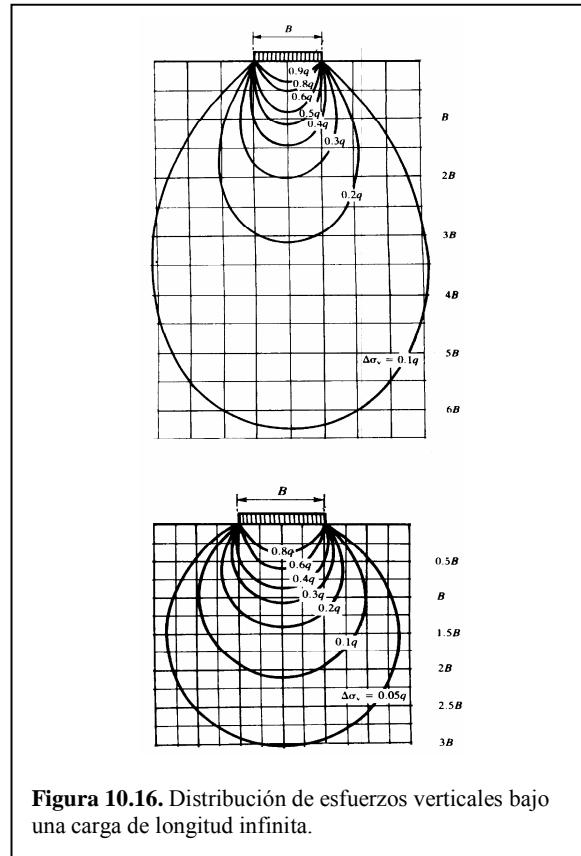 B
0.9q
0.8q
0.6q
0.5q
0.4q
0.3q
0.2q
Δσᵥ = 0.1q
B
2B
3B
4B
5B
6B
B
0.8q
0.6q
0.4q
0.3q
0.2q
0.1q
Δσᵥ = 0.05q
0.5B
B
1.5B
2B
2.5B
3B
Figura 10.16. Distribución de esfuerzos verticales bajo
una carga de longitud infinita.